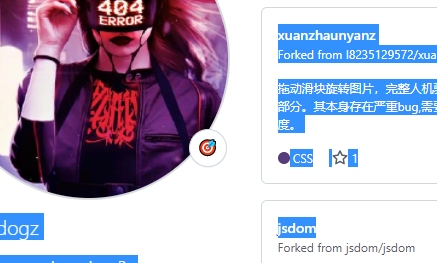 404
ERROR
xuanzhaunyanz
Forked from l8235129572/xua
拖动滑块旋转图片，完整人机
部分。其本身存在严重bug,需
度。
CSS 1
dogz
jsdom
Forked from jsdom/jsdom